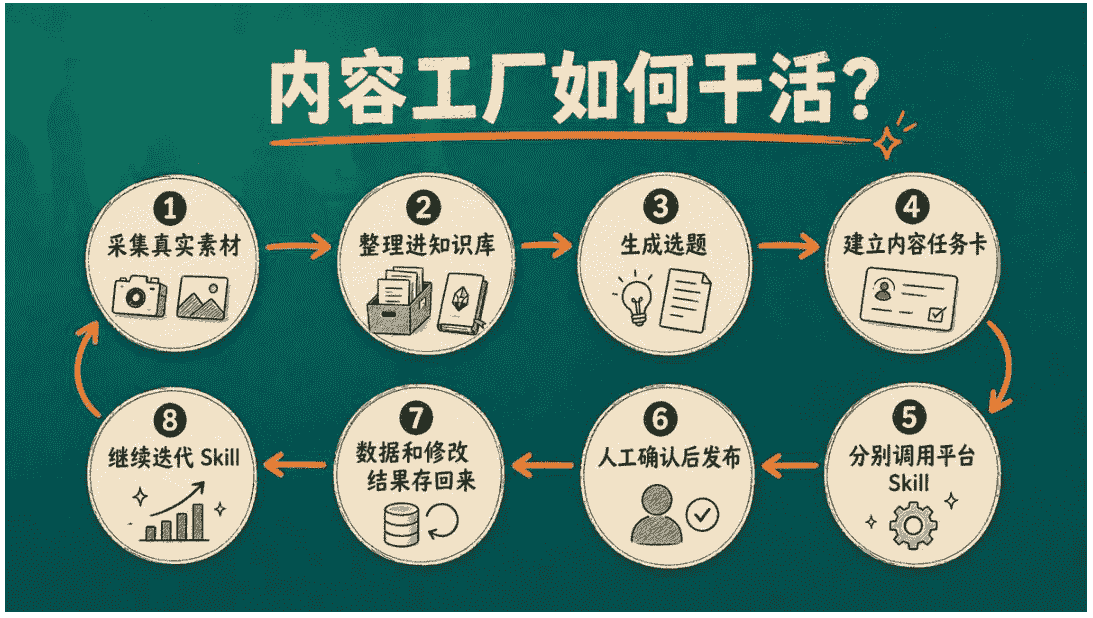 内容工厂如何干活?
1
采集真实素材
2
整理进知识库
3
生成选题
4
建立内容任务卡
5
分别调用平台
Skill
6
人工确认后发布
7
数据和修改
结果存回来
8
继续迭代 Skill